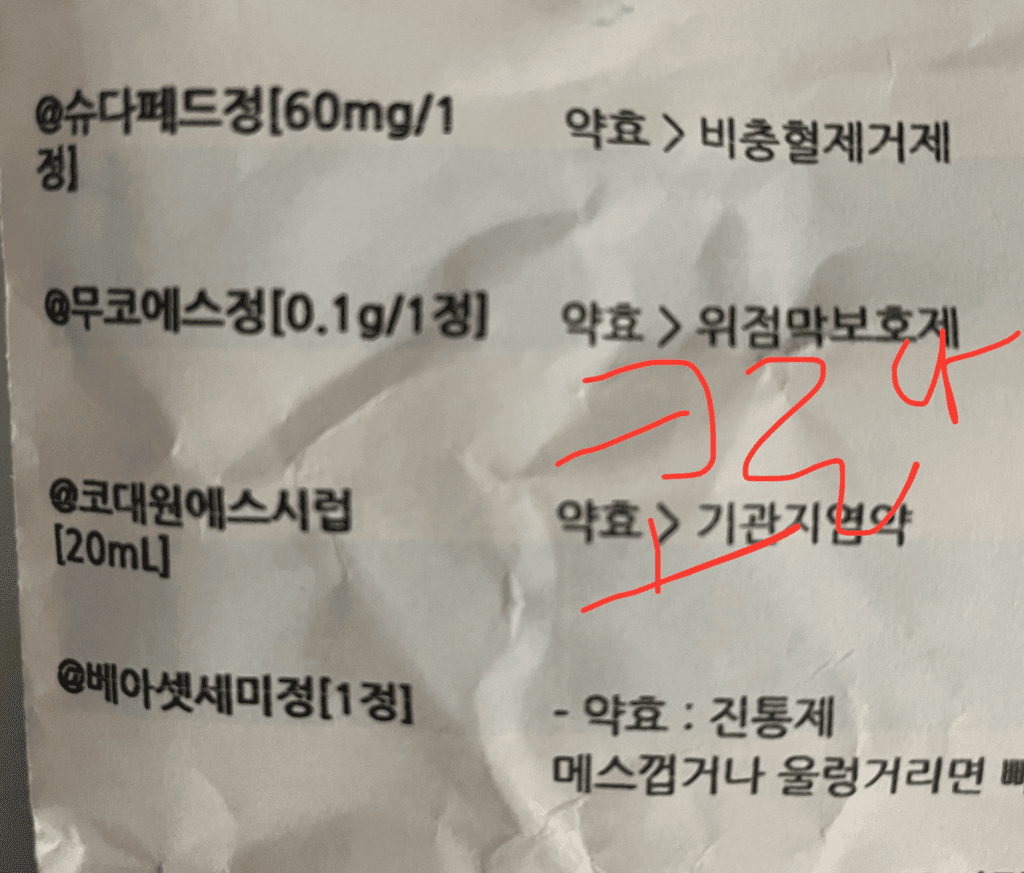 @슈다페드정[60mg/1
정]
약효 > 비충혈제거제
@무코에스정[0.1g/1정]
약효 > 위점막보호제
코로나
@코대원에스시럽
[20mL]
약효 > 기관지염약
@베아셋세미정[1정]
- 약효 : 진통제
메스껍거나 울렁거리면